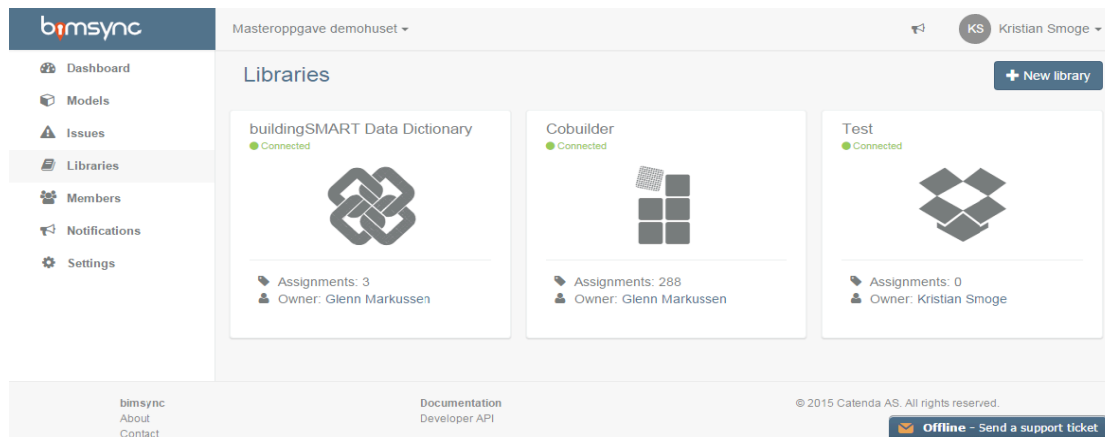 bimsync
Masteroppgave demohuset
KS
Kristian Smoge
Dashboard
Models
Issues
Libraries
Members
Notifications
Settings
Libraries
New library
buildingSMART Data Dictionary
Connected
Assignments: 3
Owner: Glenn Markussen
Cobuilder
Connected
Assignments: 288
Owner: Glenn Markussen
Test
Connected
Assignments: 0
Owner: Kristian Smoge
bimsync
About
Contact
Documentation
Developer API
© 2015 Catenda AS. All rights reserved.
Offline - Send a support ticket